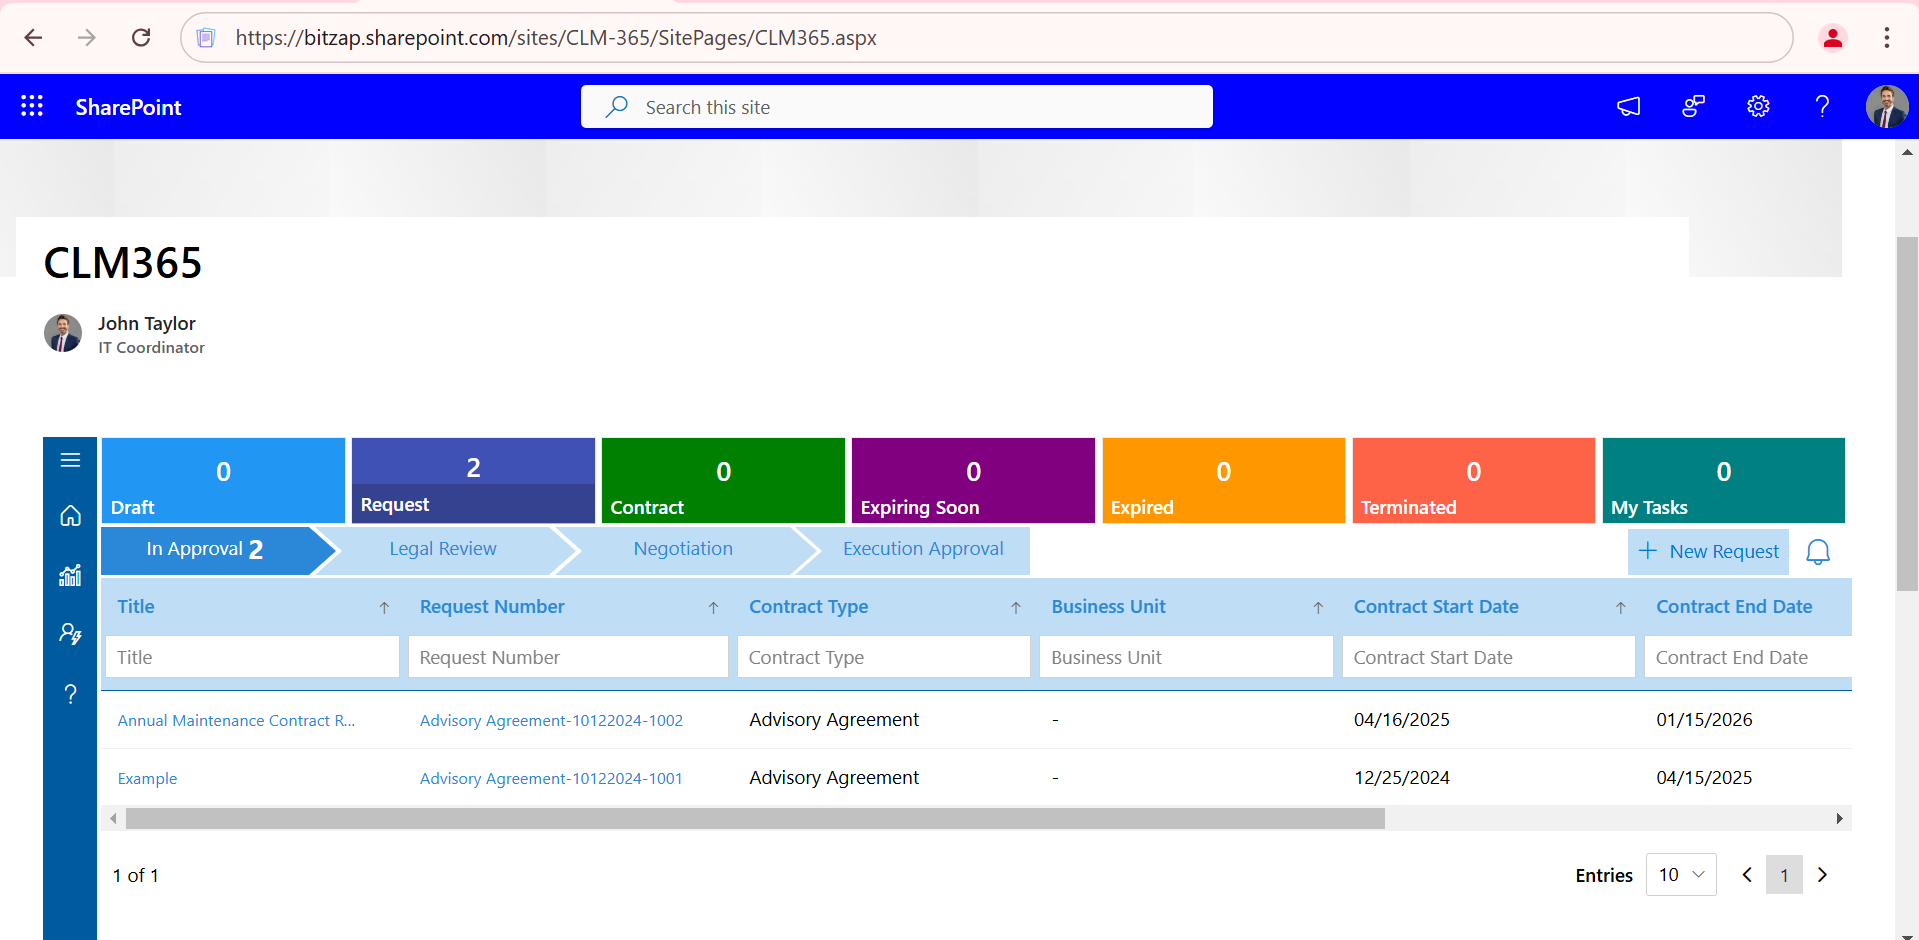 https://bitzap.sharepoint.com/sites/CLM-365/SitePages/CLM365.aspx
SharePoint
Search this site
CLM365
John Taylor
IT Coordinator
0 2 0 0 0 0 0
Draft Request Contract Expiring Soon Expired Terminated My Tasks
In Approval 2 Legal Review Negotiation Execution Approval + New Request
Title Request Number Contract Type Business Unit Contract Start Date Contract End Date
Title Request Number Contract Type Business Unit Contract Start Date Contract End Date
Annual Maintenance Contract R... Advisory Agreement-10122024-1002 Advisory Agreement - 04/16/2025 01/15/2026
Example Advisory Agreement-10122024-1001 Advisory Agreement - 12/25/2024 04/15/2025
1 of 1 Entries 10 1